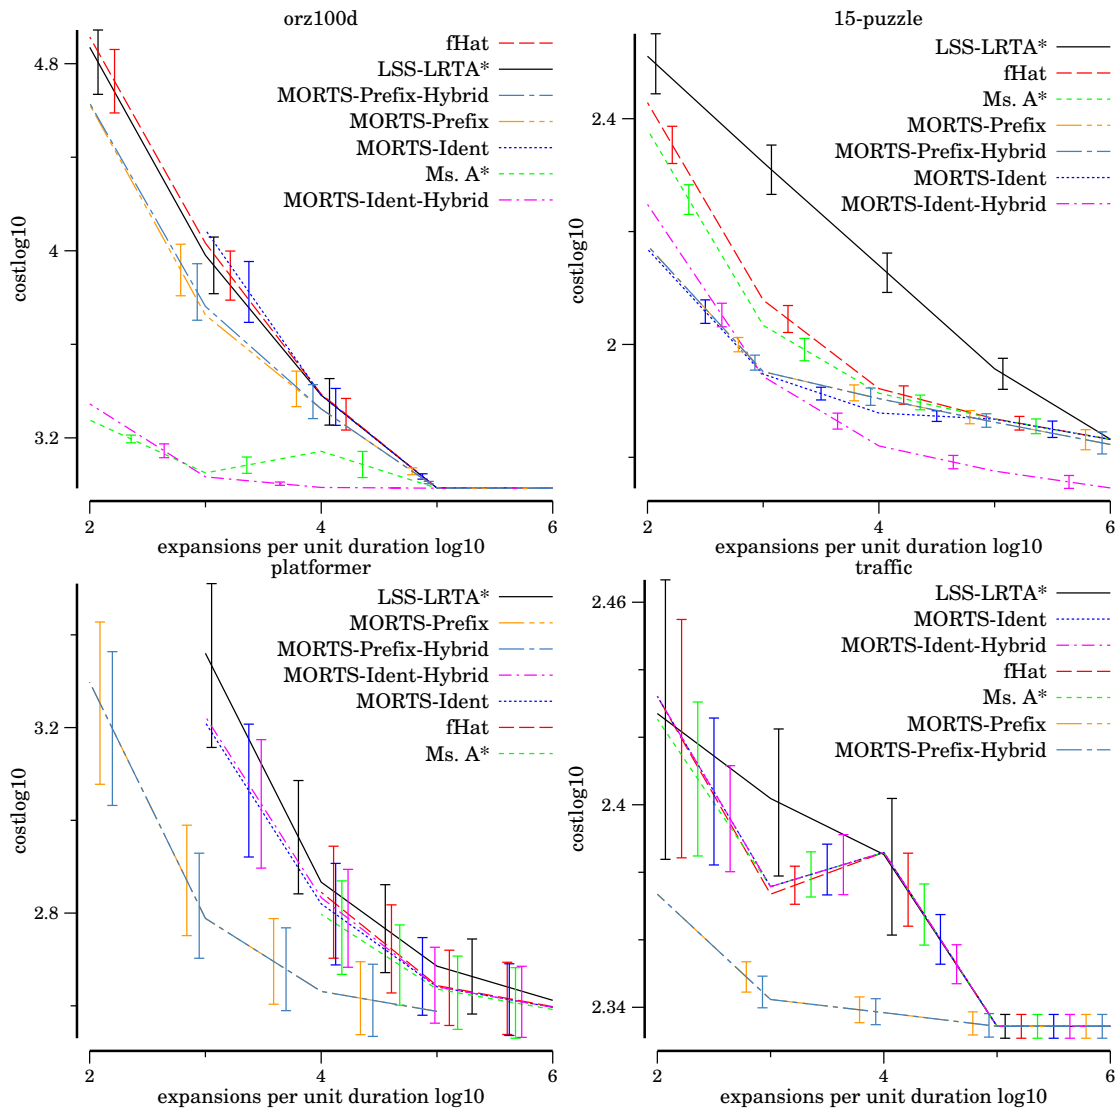 orz100d
fHat
LSS-LRTA*
MORTS-Prefix-Hybrid
MORTS-Prefix
MORTS-Ident
Ms. A*
MORTS-Ident-Hybrid
costlog10
4.8
4
3.2
2
4
6
expansions per unit duration log10
15-puzzle
LSS-LRTA*
fHat
Ms. A*
MORTS-Prefix
MORTS-Prefix-Hybrid
MORTS-Ident
MORTS-Ident-Hybrid
costlog10
2.4
2
2
4
6
expansions per unit duration log10
platformer
LSS-LRTA*
MORTS-Prefix
MORTS-Prefix-Hybrid
MORTS-Ident-Hybrid
MORTS-Ident
fHat
Ms. A*
costlog10
3.2
2.8
2
4
6
expansions per unit duration log10
traffic
LSS-LRTA*
MORTS-Ident
MORTS-Ident-Hybrid
fHat
Ms. A*
MORTS-Prefix
MORTS-Prefix-Hybrid
costlog10
2.46
2.4
2.34
2
4
6
expansions per unit duration log10